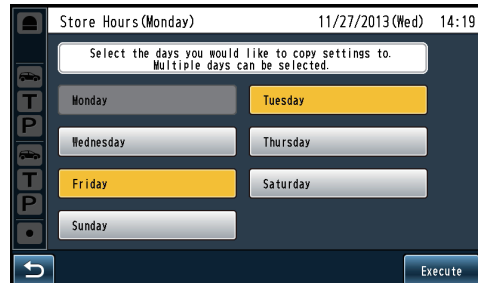 Store Hours(Monday) 11/27/2013(Wed) 14:19
Select the days you would like to copy settings to.
Multiple days can be selected.
Monday Tuesday
T
P
Wednesday Thursday
T
Friday Saturday
P
Sunday
Execute